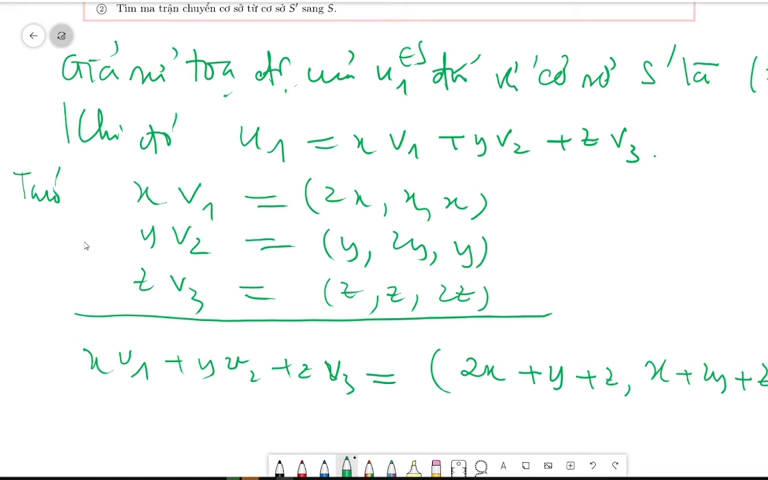 ② Tìm ma trận chuyển cơ sở từ cơ sở S′ sang S.
Giả sử toạ độ của u₁ ∈S đối với cơ sở S′ là (
Khi đó u₁ = x v₁ + y v₂ + z v₃.
x v₁ = (2x, x, x)
y v₂ = (y, 2y, y)
z v₃ = (z, z, 2z)
x v₁ + y v₂ + z v₃ = (2x + y + z, x + 2y + z
A